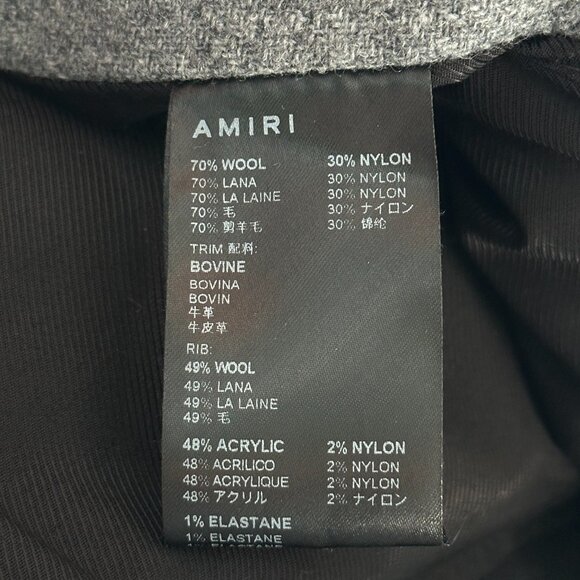 AMIRI
70% WOOL 30% NYLON
70% LANA 30% NYLON
70% LA LAINE 30% NYLON
70% 毛 30% ナイロン
70% 剪羊毛 30% 锦纶
TRIM 配料:
BOVINE
BOVINA
BOVIN
牛革
牛皮革
RIB:
49% WOOL
49% LANA
49% LA LAINE
49% 毛
48% ACRYLIC 2% NYLON
48% ACRILICO 2% NYLON
48% ACRYLIQUE 2% NYLON
48% アクリル 2% ナイロン
1% ELASTANE
1% ELASTANE